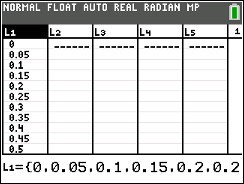 NORMAL FLOAT AUTO REAL RADIAN MP
L1 L2 L3 L4 L5 1
0 ------ ------ ------ ------
0.05
0.1
0.15
0.2
0.25
0.3
0.35
0.4
0.45
0.5
L1={0,0.05,0.1,0.15,0.2,0.2